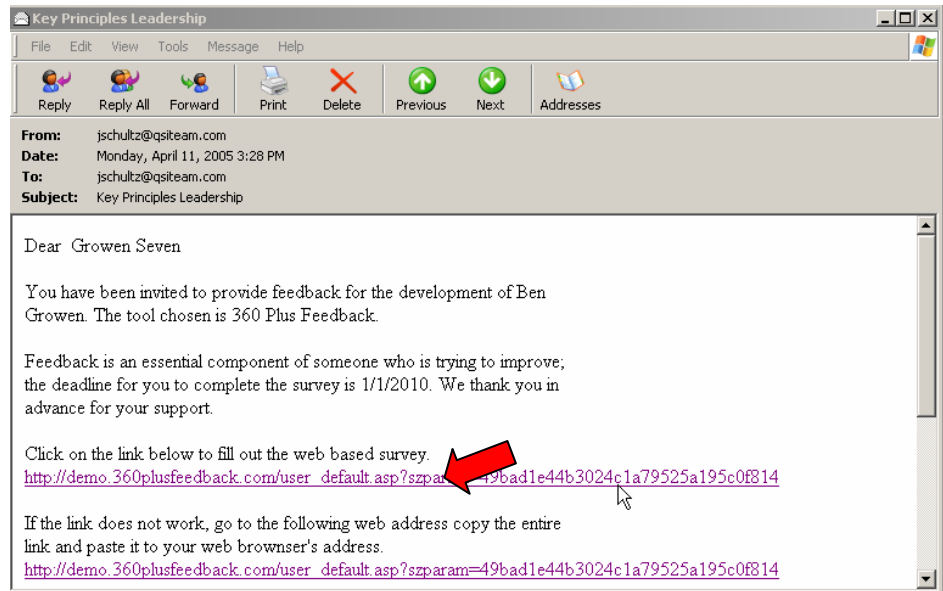 Key Principles Leadership
File Edit View Tools Message Help
Reply Reply All Forward Print Delete Previous Next Addresses
From: jschultz@qsiteam.com
Date: Monday, April 11, 2005 3:28 PM
To: jschultz@qsiteam.com
Subject: Key Principles Leadership
Dear Growen Seven
You have been invited to provide feedback for the development of Ben
Growen. The tool chosen is 360 Plus Feedback.
Feedback is an essential component of someone who is trying to improve;
the deadline for you to complete the survey is 1/1/2010. We thank you in
advance for your support.
Click on the link below to fill out the web based survey.
http://demo.360plusfeedback.com/user_default.asp?szparam=49bad1e44b3024c1a79525a195c0f814
If the link does not work, go to the following web address copy the entire
link and paste it to your web brownser's address.
http://demo.360plusfeedback.com/user_default.asp?szparam=49bad1e44b3024c1a79525a195c0f814